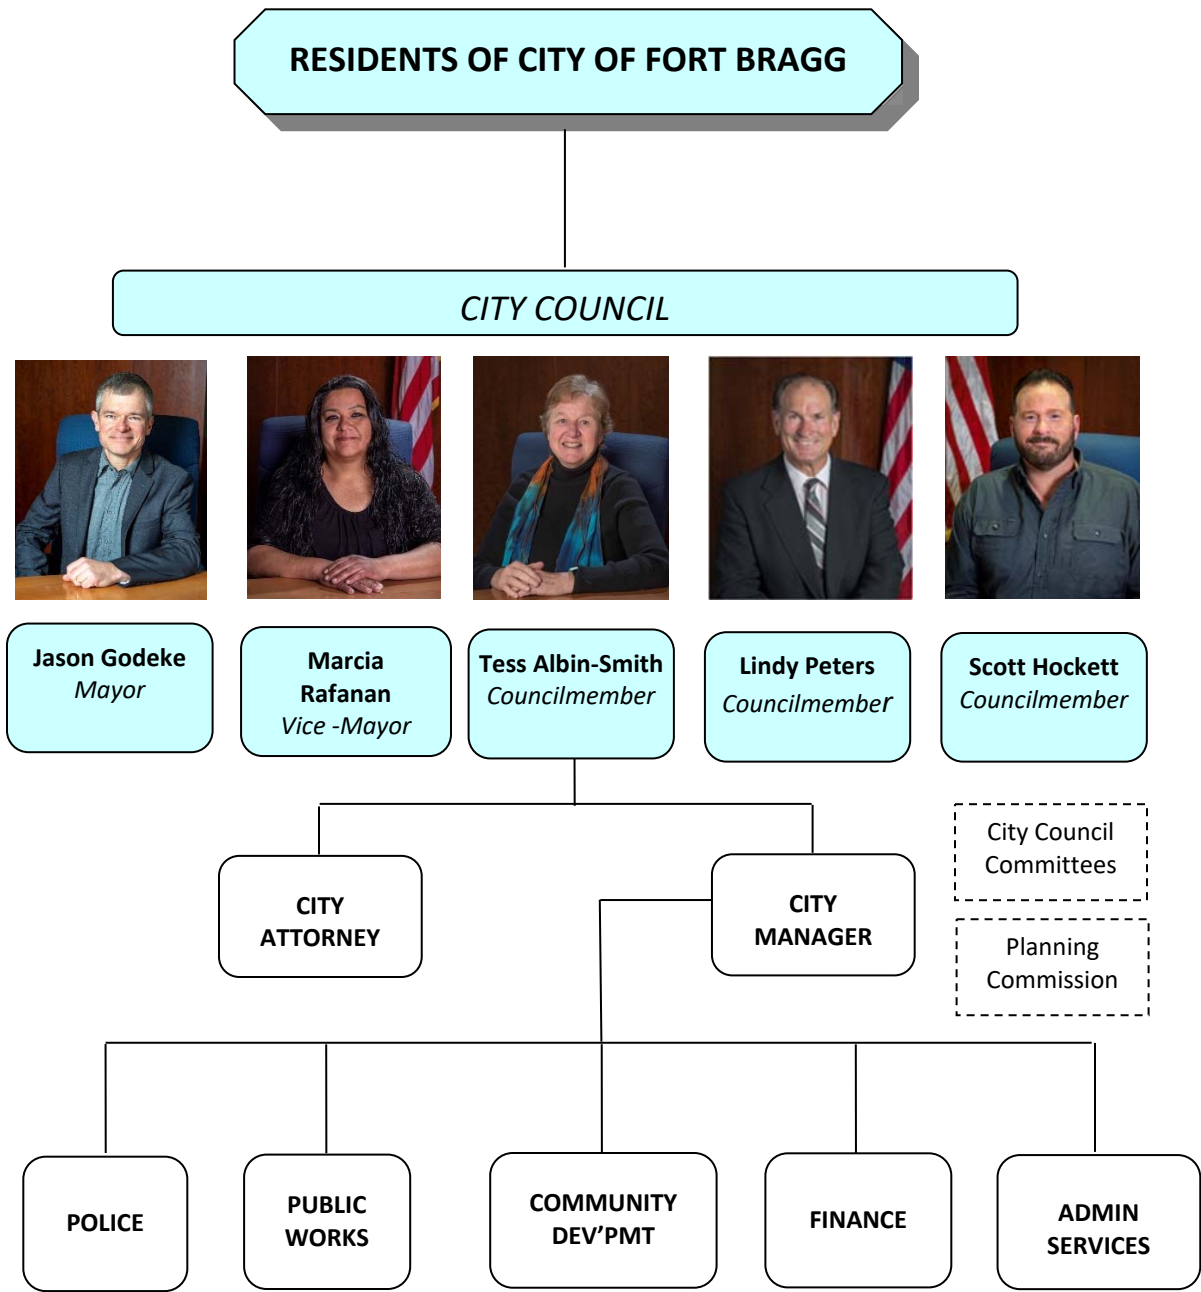 RESIDENTS OF CITY OF FORT BRAGG
CITY COUNCIL
Jason Godeke
Mayor
Marcia
Rafanan
Vice -Mayor
Tess Albin-Smith
Councilmember
Lindy Peters
Councilmember
Scott Hockett
Councilmember
City Council
Committees
CITY
ATTORNEY
CITY
MANAGER
Planning
Commission
POLICE
PUBLIC
WORKS
COMMUNITY
DEV’PMT
FINANCE
ADMIN
SERVICES